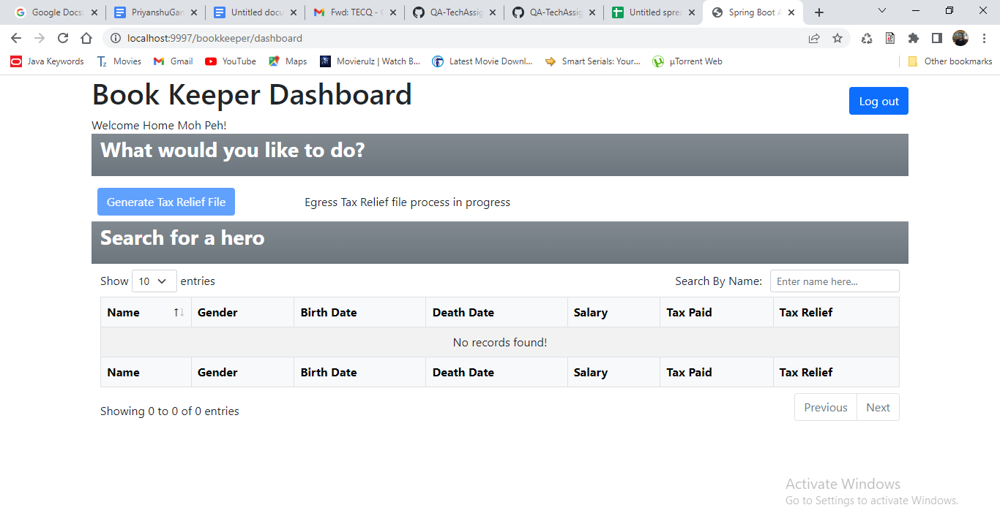 Google Docs:
PriyanshuGar
Untitled docu
Fwd: TECQ -
QA-TechAssig
QA-TechAssig
Untitled sprea
Spring Boot A
localhost:9997/bookkeeper/dashboard
Java Keywords
Movies
Gmail
YouTube
Maps
Movierulz | Watch B...
Latest Movie Downl...
Smart Serials: Your...
µTorrent Web
Other bookmarks
Book Keeper Dashboard
Log out
Welcome Home Moh Peh!
What would you like to do?
Generate Tax Relief File
Egress Tax Relief file process in progress
Search for a hero
Show 10 entries
Search By Name: Enter name here...
Name Gender Birth Date Death Date Salary Tax Paid Tax Relief
No records found!
Name Gender Birth Date Death Date Salary Tax Paid Tax Relief
Showing 0 to 0 of 0 entries
Previous Next
Activate Windows
Go to Settings to activate Windows.